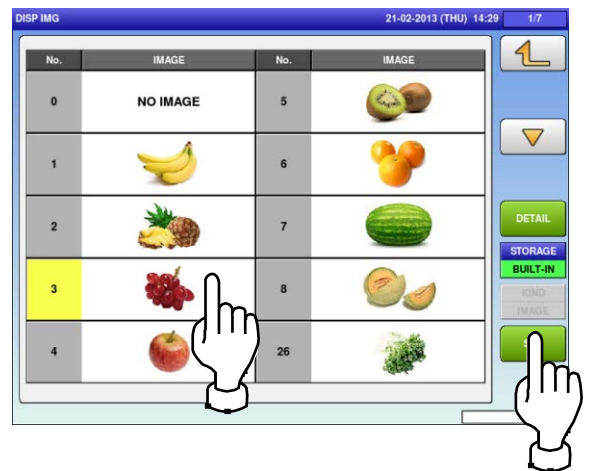 DISP IMG 21-02-2013 (THU) 14:29 1/7
No. IMAGE No. IMAGE
0 NO IMAGE 5
1 6
2 7
DETAIL
STORAGE
BUILT-IN
3 8
KIND
IMAGE
4 26